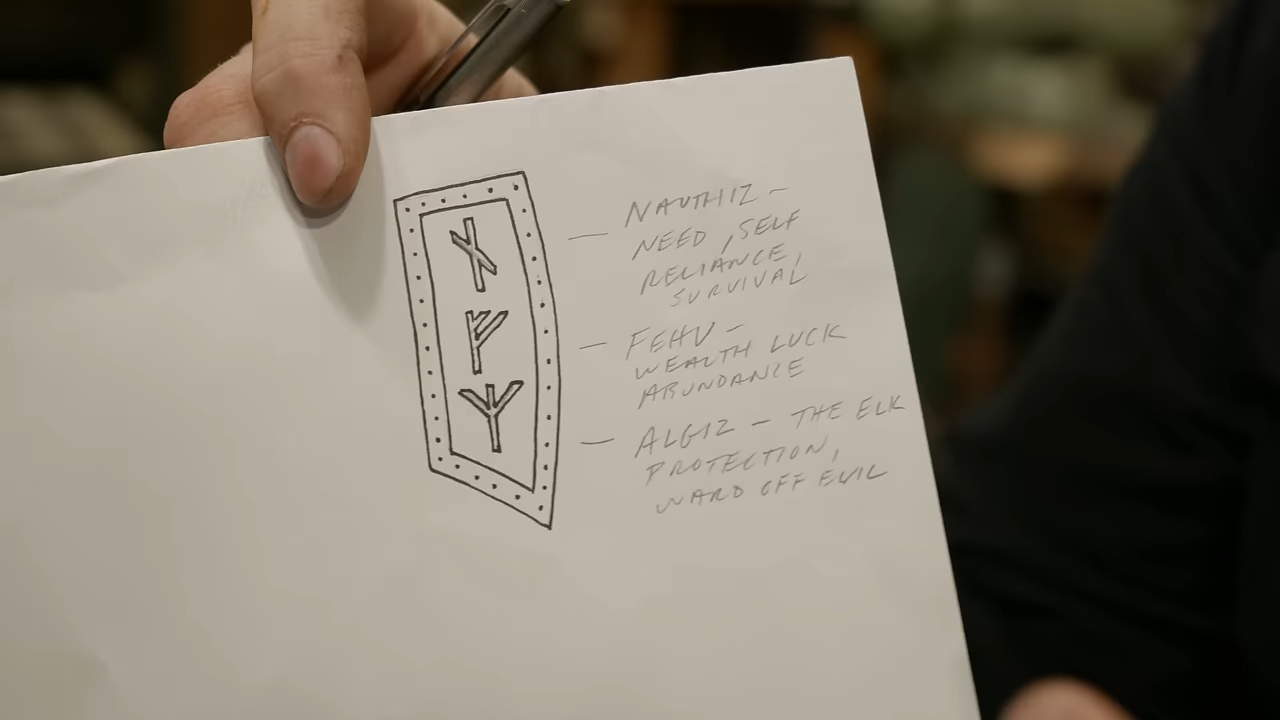 ᚾ
NAUTHIZ -
NEED, SELF
RELIANCE,
SURVIVAL
ᚠ
FEHU -
WEALTH LUCK
ABUNDANCE
ᛉ
ALGIZ - THE ELK
PROTECTION,
WARD OFF EVIL